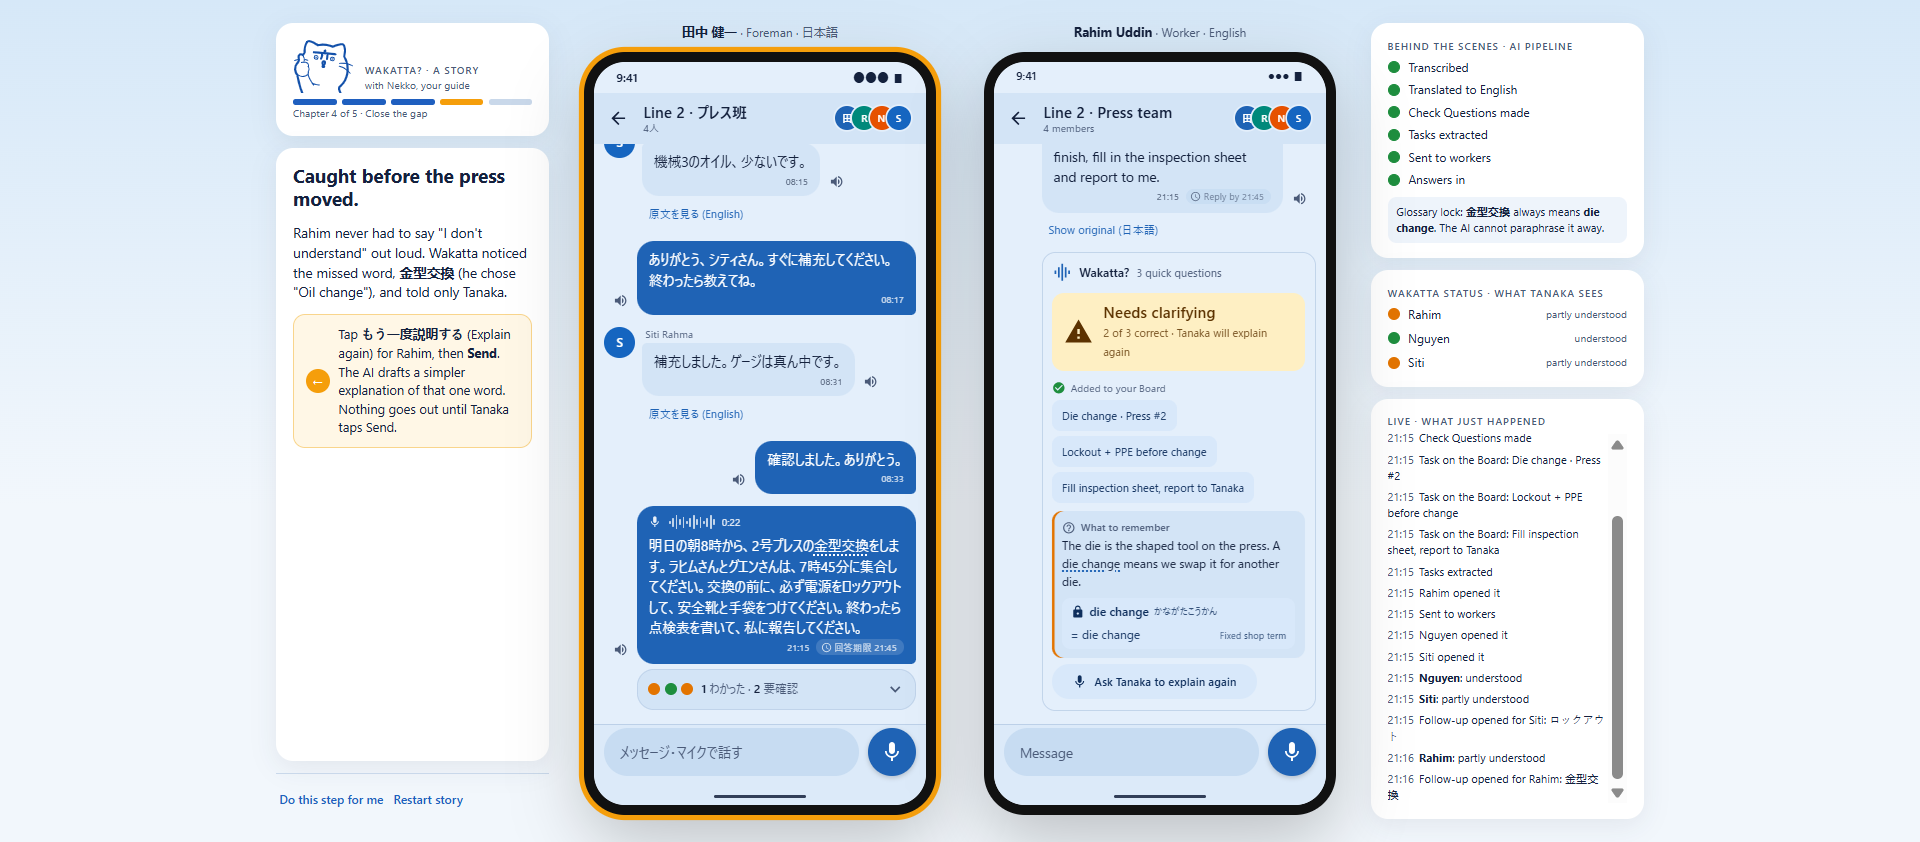 WAKATTA? · A STORY
with Nekko, your guide
Chapter 4 of 5 · Close the gap
Caught before the press
moved.
Rahim never had to say "I don't
understand" out loud. Wakatta noticed
the missed word, 金型交換 (he chose
"Oil change"), and told only Tanaka.
←
Tap もう一度説明する (Explain
again) for Rahim, then Send.
The AI drafts a simpler
explanation of that one word.
Nothing goes out until Tanaka
taps Send.
Do this step for me Restart story
田中 健一 · Foreman · 日本語
9:41
Line 2 · プレス班
4人
田 R N S
S
機械3のオイル、少ないです。
08:15
原文を見る (English)
ありがとう、シティさん。すぐに補充してください。
終わったら教えてね。
08:17
Siti Rahma
S
補充しました。ゲージは真ん中です。
08:31
原文を見る (English)
確認しました。ありがとう。
08:33
0:22
明日の朝8時から、2号プレスの金型交換をしま
す。ラヒムさんとグエンさんは、7時45分に集合し
てください。交換の前に、必ず電源をロックアウト
して、安全靴と手袋をつけてください。終わったら
点検表を書いて、私に報告してください。
21:15 回答期限 21:45
1 わかった · 2 要確認
メッセージ・マイクで話す
Rahim Uddin · Worker · English
9:41
Line 2 · Press team
4 members
田 R N S
finish, fill in the inspection sheet
and report to me.
21:15 Reply by 21:45
Show original (日本語)
Wakatta? 3 quick questions
Needs clarifying
2 of 3 correct · Tanaka will explain
again
Added to your Board
Die change · Press #2
Lockout + PPE before change
Fill inspection sheet, report to Tanaka
What to remember
The die is the shaped tool on the press. A
die change means we swap it for another
die.
die change かながたこうかん
= die change Fixed shop term
Ask Tanaka to explain again
Message
BEHIND THE SCENES · AI PIPELINE
Transcribed
Translated to English
Check Questions made
Tasks extracted
Sent to workers
Answers in
Glossary lock: 金型交換 always means die
change. The AI cannot paraphrase it away.
WAKATTA STATUS · WHAT TANAKA SEES
Rahim partly understood
Nguyen understood
Siti partly understood
LIVE · WHAT JUST HAPPENED
21:15 Check Questions made
21:15 Task on the Board: Die change · Press
#2
21:15 Task on the Board: Lockout + PPE
before change
21:15 Task on the Board: Fill inspection
sheet, report to Tanaka
21:15 Tasks extracted
21:15 Rahim opened it
21:15 Sent to workers
21:15 Nguyen opened it
21:15 Siti opened it
21:15 Nguyen: understood
21:15 Siti: partly understood
21:15 Follow-up opened for Siti: ロックアウ
ト
21:16 Rahim: partly understood
21:16 Follow-up opened for Rahim: 金型交
換